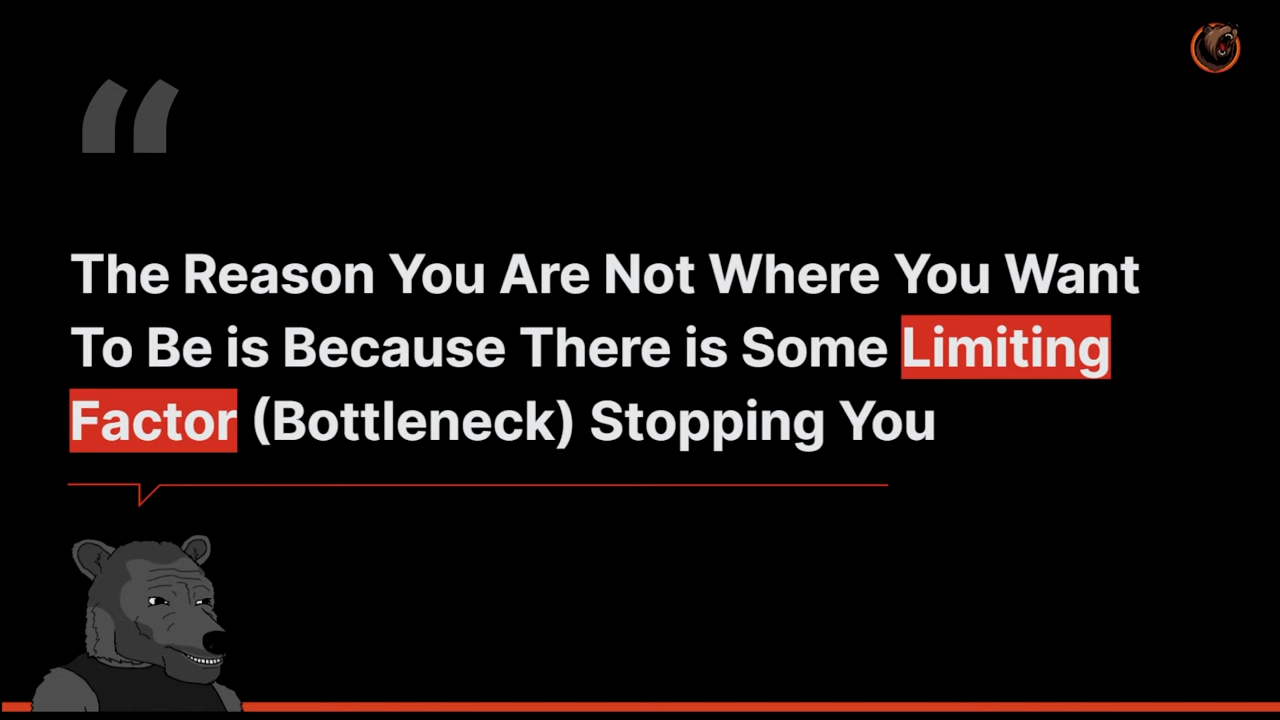 “
The Reason You Are Not Where You Want
To Be is Because There is Some Limiting
Factor (Bottleneck) Stopping You